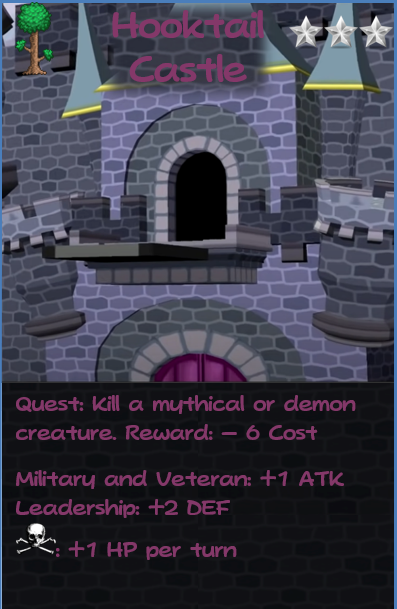 Hooktail
Castle
Quest: Kill a mythical or demon
creature. Reward: – 6 Cost
Military and Veteran: +1 ATK
Leadership: +2 DEF
: +1 HP per turn